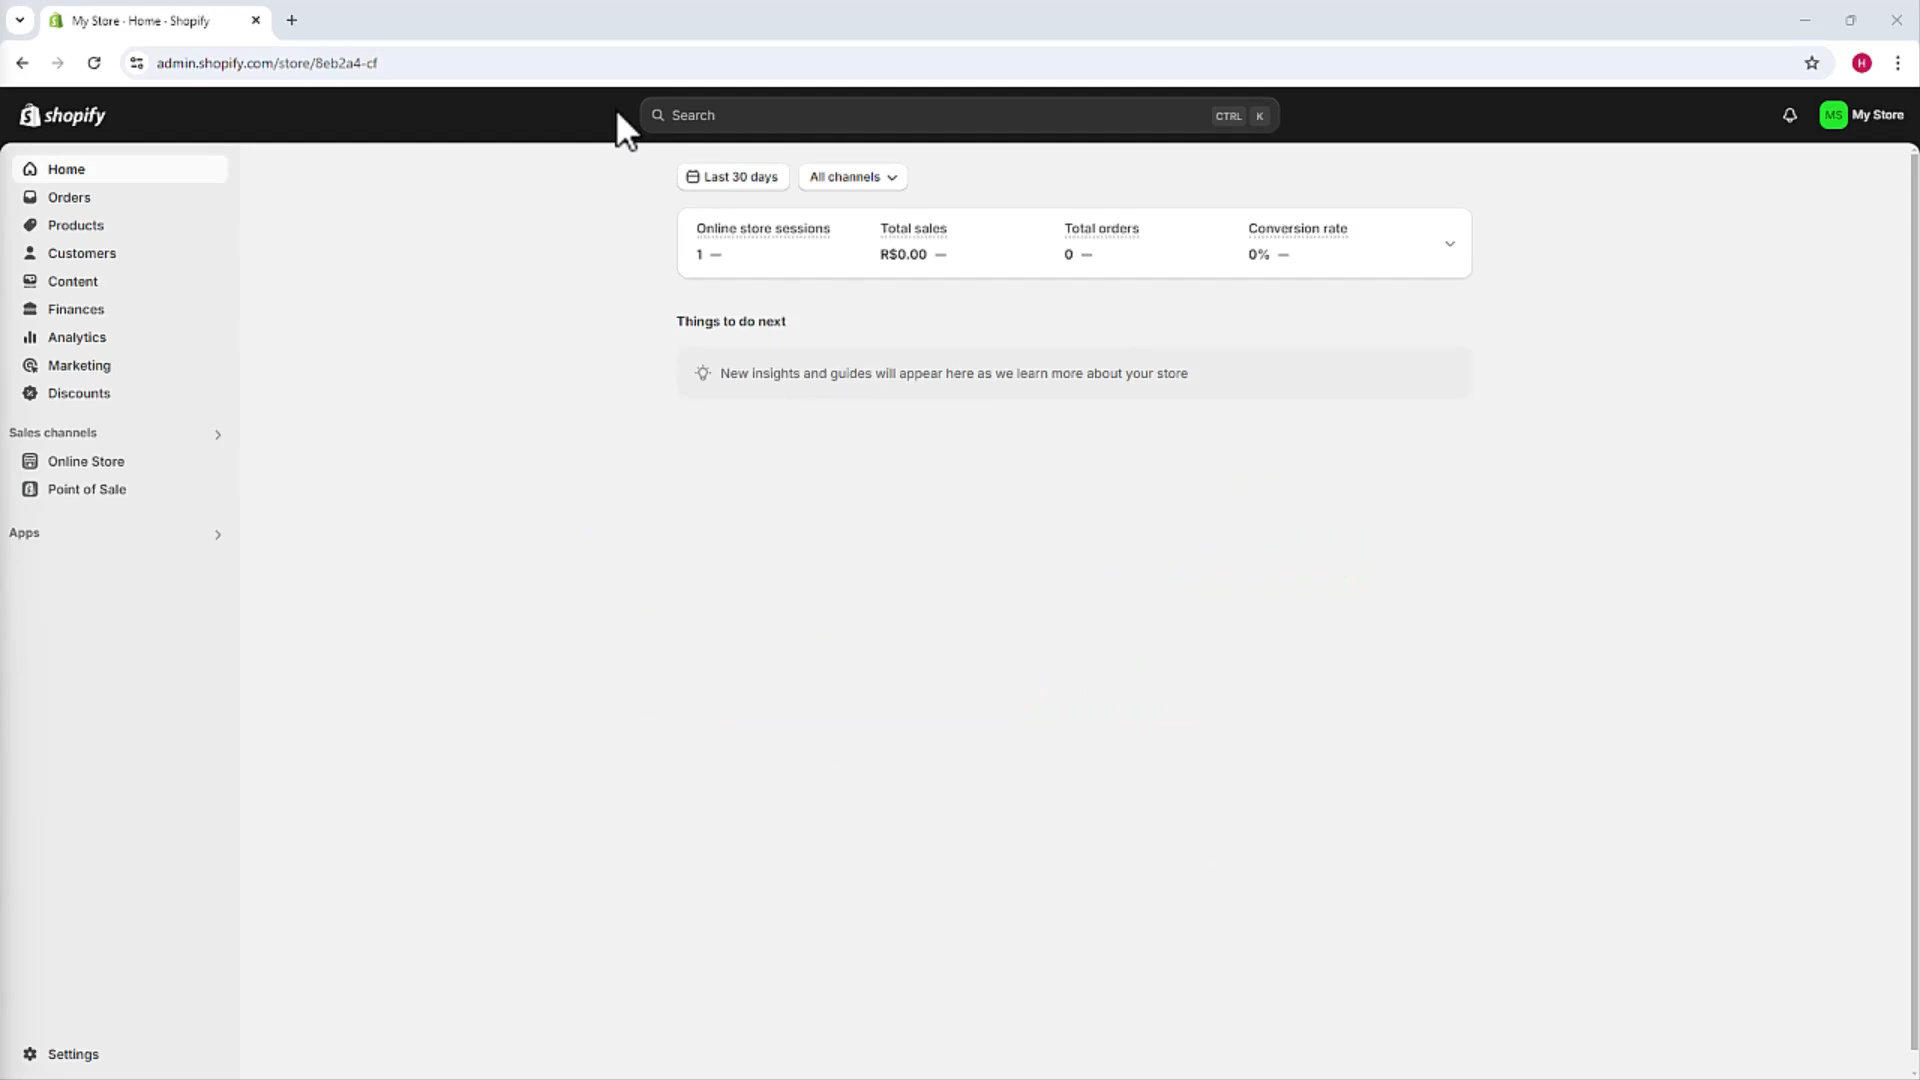 My Store · Home · Shopify
admin.shopify.com/store/8eb2a4-cf
H
shopify
Search
CTRL K
MS My Store
Home
Orders
Products
Customers
Content
Finances
Analytics
Marketing
Discounts
Sales channels
Online Store
Point of Sale
Apps
Settings
Last 30 days
All channels
Online store sessions Total sales Total orders Conversion rate
1 — R$0.00 — 0 — 0% —
Things to do next
New insights and guides will appear here as we learn more about your store